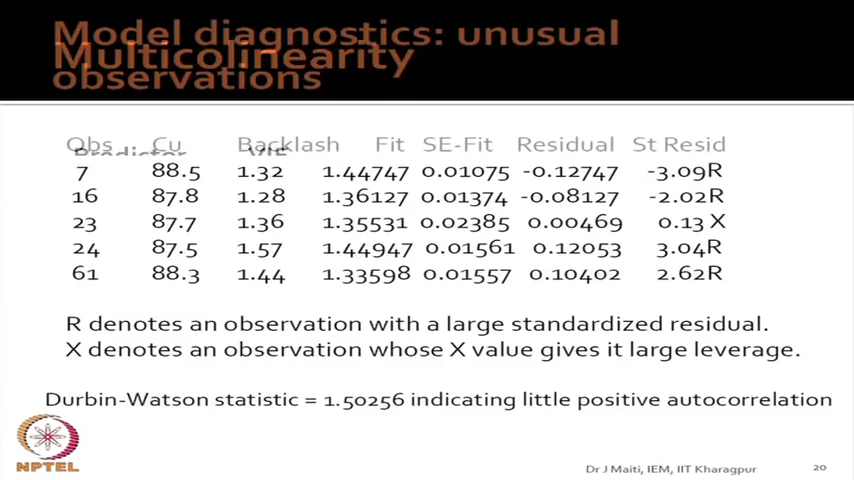 Model diagnostics: unusual
Multicolinearity
observations
Obs Cu Backlash Fit SE-Fit Residual St Resid
Predictor VIF
7 88.5 1.32 1.44747 0.01075 -0.12747 -3.09R
16 87.8 1.28 1.36127 0.01374 -0.08127 -2.02R
23 87.7 1.36 1.35531 0.02385 0.00469 0.13 X
24 87.5 1.57 1.44947 0.01561 0.12053 3.04R
61 88.3 1.44 1.33598 0.01557 0.10402 2.62R
R denotes an observation with a large standardized residual.
X denotes an observation whose X value gives it large leverage.
Durbin-Watson statistic = 1.50256 indicating little positive autocorrelation
NPTEL
Dr J Maiti, IEM, IIT Kharagpur
20